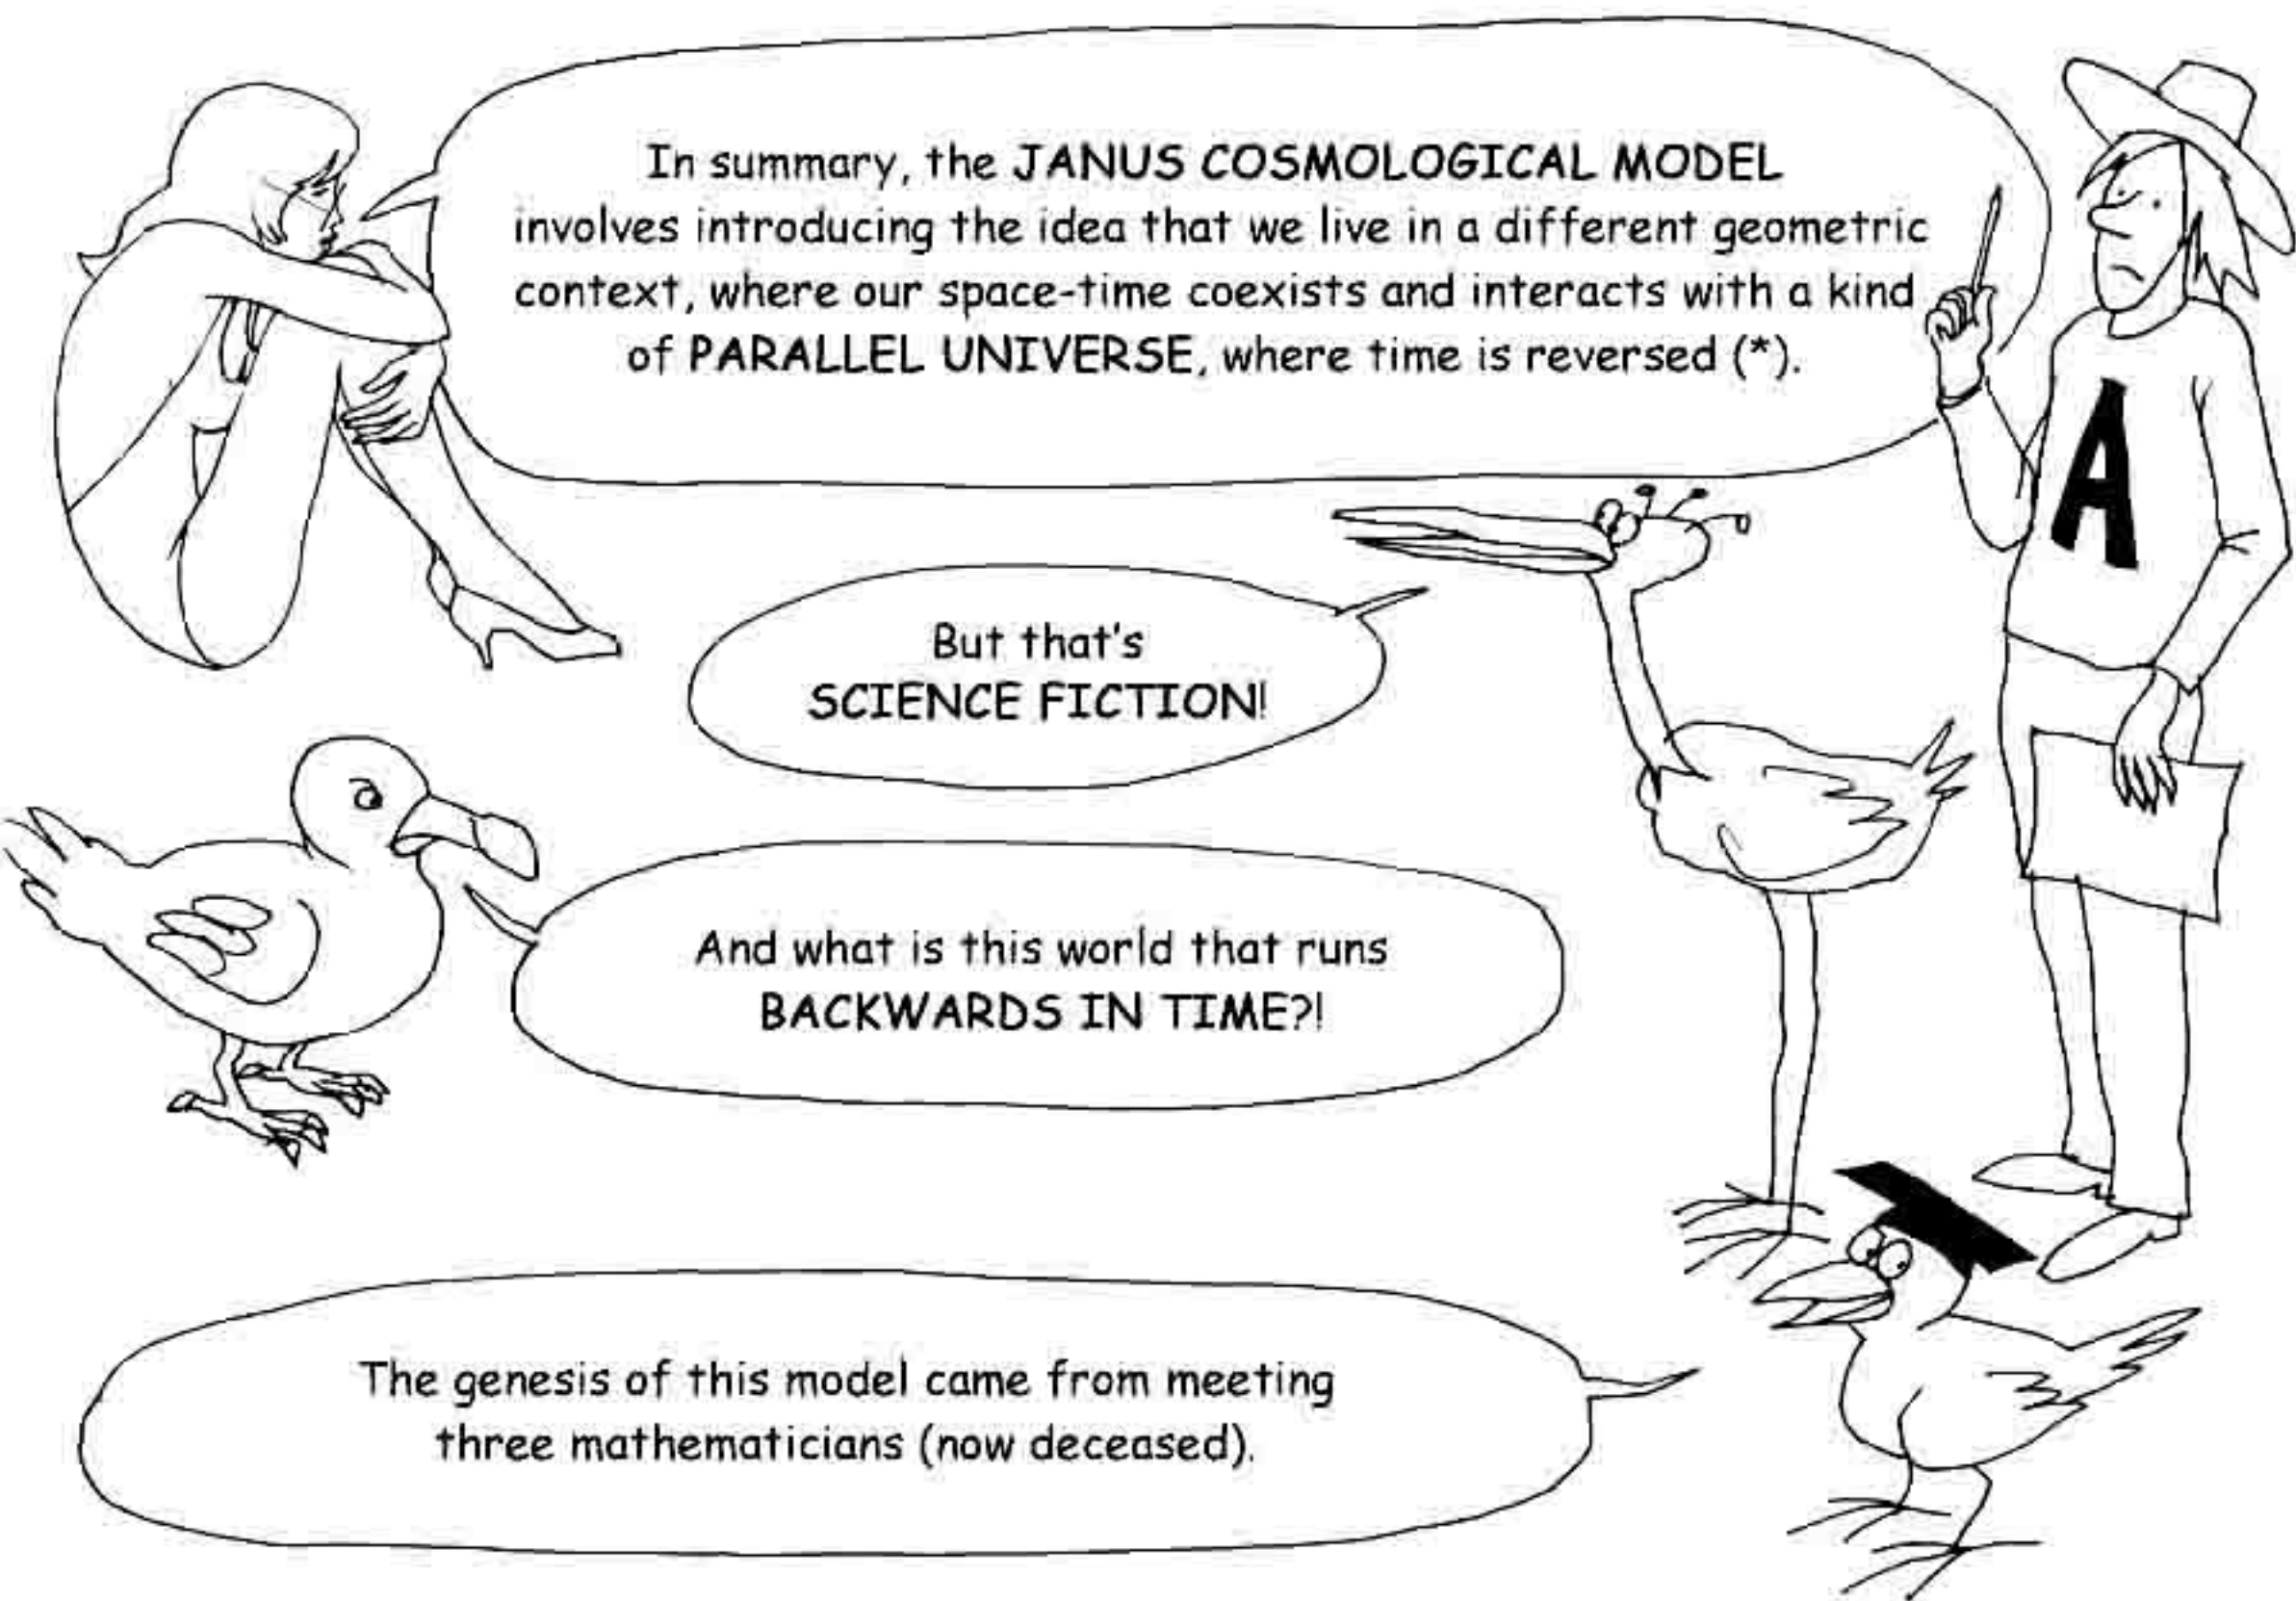 In summary, the JANUS COSMOLOGICAL MODEL
involves introducing the idea that we live in a different geometric
context, where our space-time coexists and interacts with a kind
of PARALLEL UNIVERSE, where time is reversed (*).
A
But that's
SCIENCE FICTION!
And what is this world that runs
BACKWARDS IN TIME?!
The genesis of this model came from meeting
three mathematicians (now deceased).